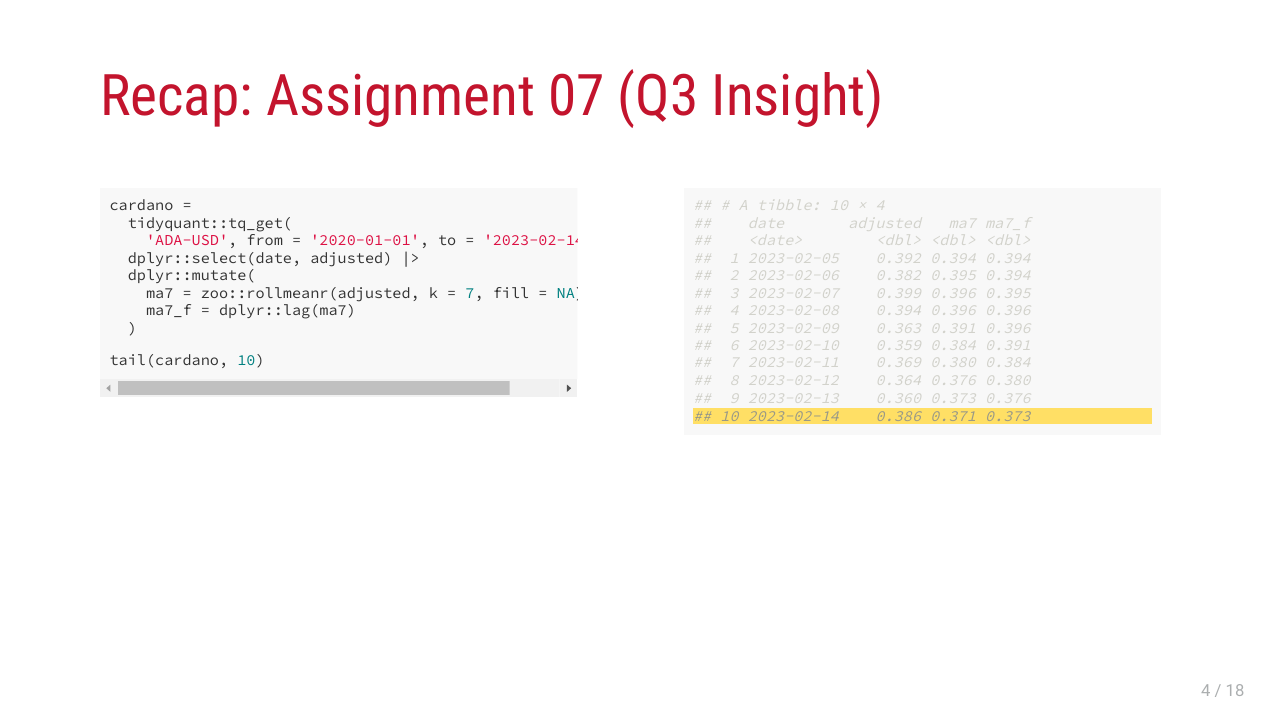 Recap: Assignment 07 (Q3 Insight)
cardano =
  tidyquant::tq_get(
    'ADA-USD', from = '2020-01-01', to = '2023-02-14
  dplyr::select(date, adjusted) |>
  dplyr::mutate(
    ma7 = zoo::rollmeanr(adjusted, k = 7, fill = NA)
    ma7_f = dplyr::lag(ma7)
  )
tail(cardano, 10)
## # A tibble: 10 × 4
##    date       adjusted   ma7 ma7_f
##    <date>        <dbl> <dbl> <dbl>
##  1 2023-02-05    0.392 0.394 0.394
##  2 2023-02-06    0.382 0.395 0.394
##  3 2023-02-07    0.399 0.396 0.395
##  4 2023-02-08    0.394 0.396 0.396
##  5 2023-02-09    0.363 0.391 0.396
##  6 2023-02-10    0.359 0.384 0.391
##  7 2023-02-11    0.369 0.380 0.384
##  8 2023-02-12    0.364 0.376 0.380
##  9 2023-02-13    0.360 0.373 0.376
## 10 2023-02-14    0.386 0.371 0.373
4 / 18